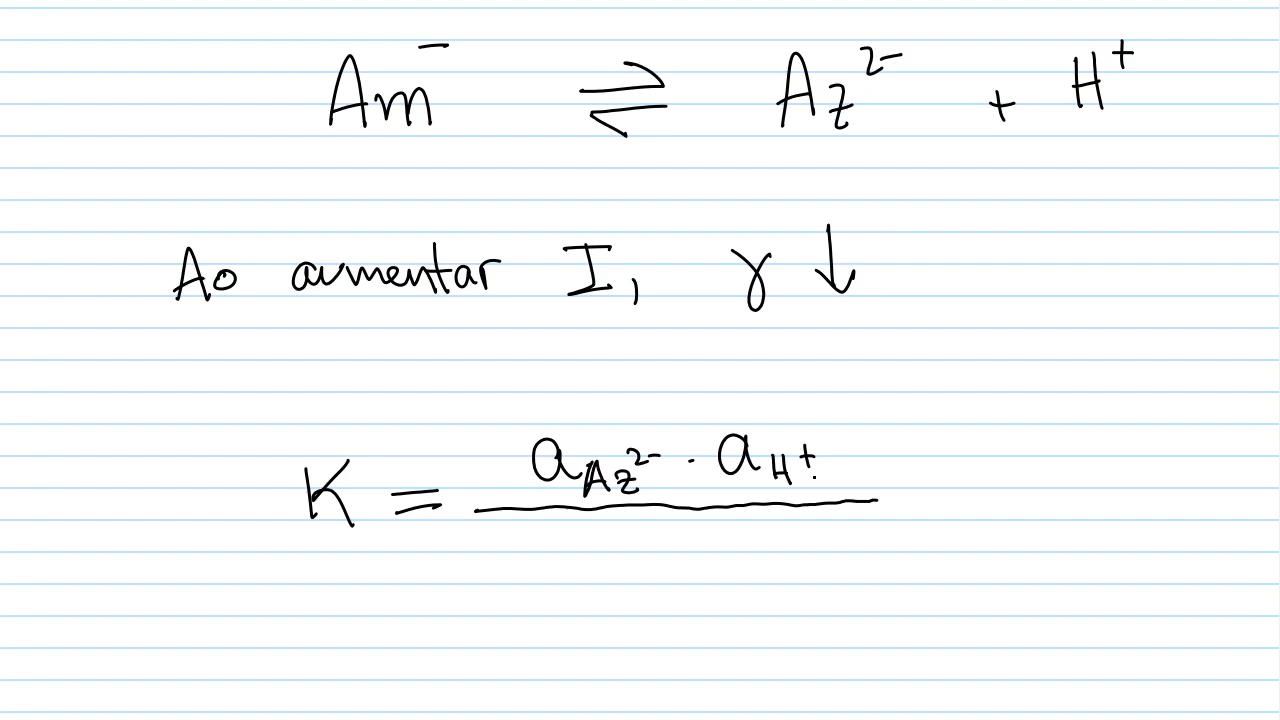 Am⁻ ⇌ Az²⁻ + H⁺
Ao aumentar I, γ ↓
K = a_Az²⁻ · a_H⁺